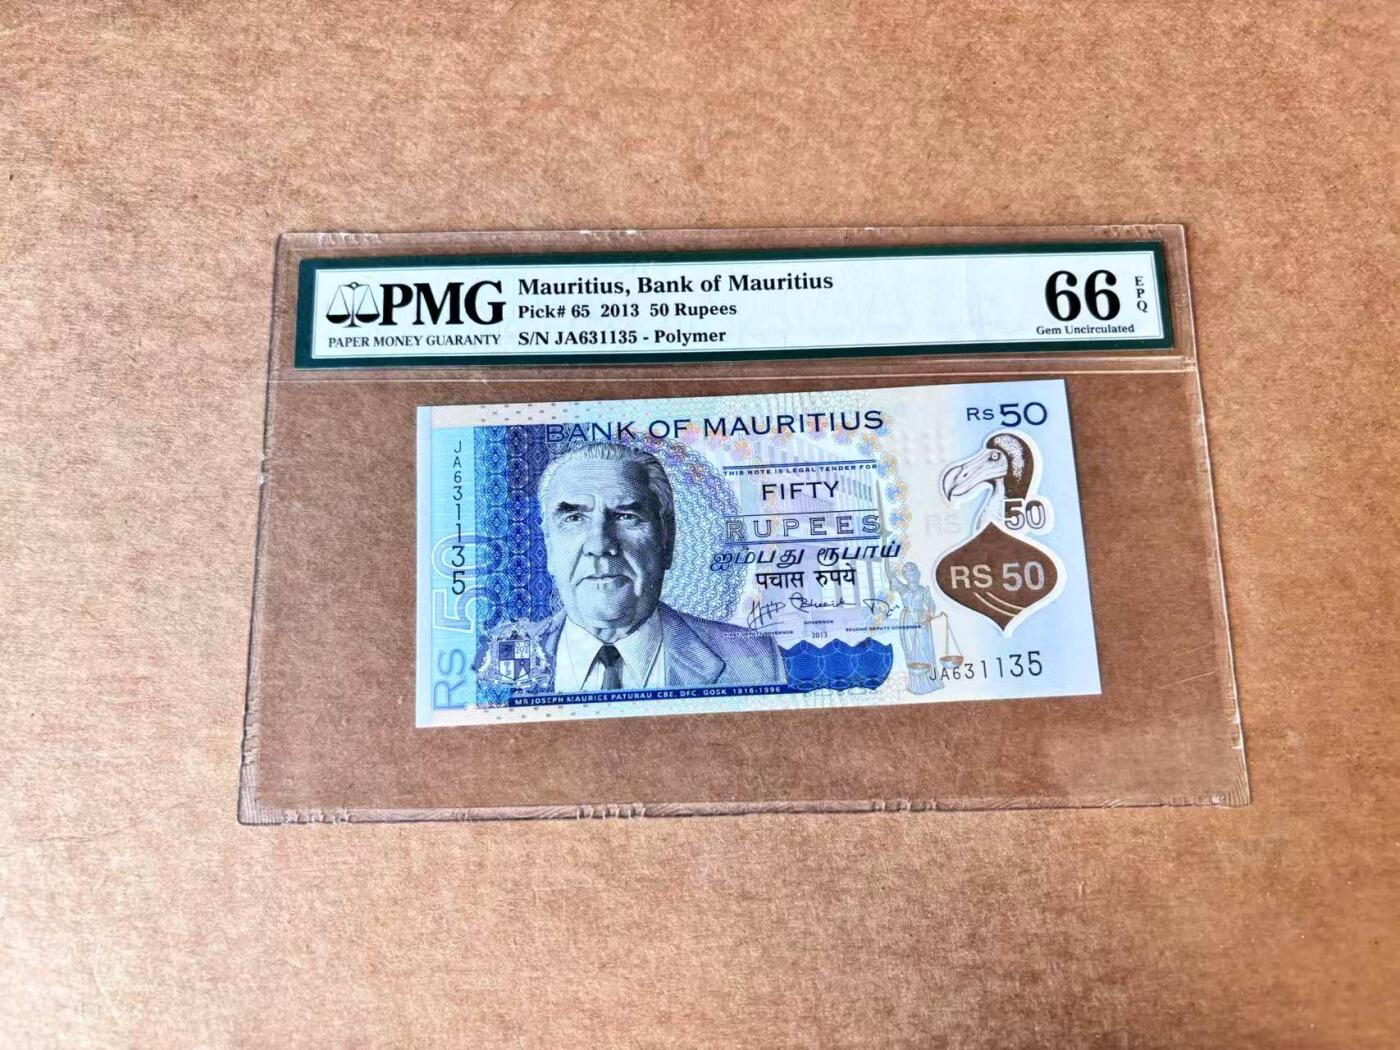 PMG
PAPER MONEY GUARANTY
Mauritius, Bank of Mauritius
Pick# 65 2013 50 Rupees
S/N JA631135 - Polymer
66
EPQ
Gem Uncirculated
BANK OF MAURITIUS
RS 50
JA631135
THIS NOTE IS LEGAL TENDER FOR
FIFTY
RUPEES
ஐம்பது ரூபாய்
पचास रुपये
FIRST DEPUTY GOVERNOR
GOVERNOR
SECOND DEPUTY GOVERNOR
2013
50
RS 50
RS 50
JA631135
MR JOSEPH MAURICE PATURAU CBE, DFC, GOSK 1916-1996